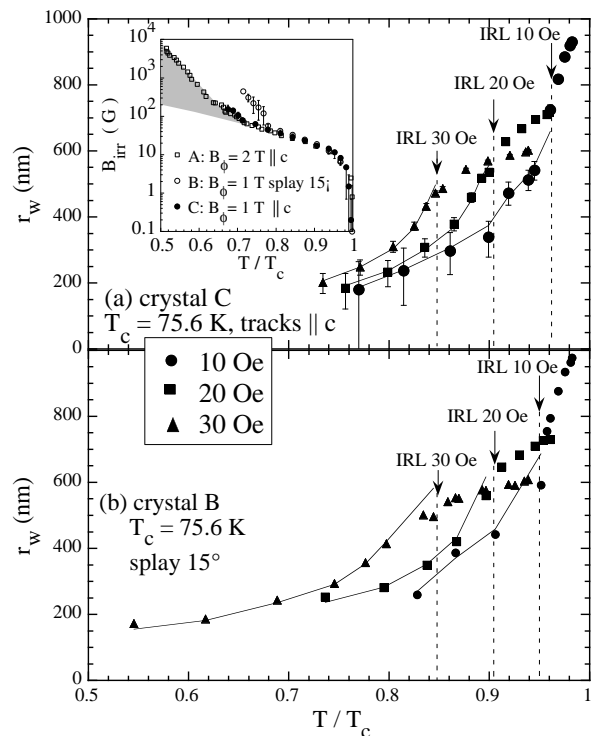 1000
800
600
400
200
0
r_w (nm)
10^4
10^3
10^2
10
1
0.1
B_irr ( G )
0.5
0.6
0.7
0.8
0.9
1
T / T_c
A: B_ϕ = 2 T || c
B: B_ϕ = 1 T splay 15¡
C: B_ϕ = 1 T || c
IRL 10 Oe
IRL 20 Oe
IRL 30 Oe
(a) crystal C
T_c = 75.6 K, tracks || c
10 Oe
20 Oe
30 Oe
800
600
400
200
0
r_w (nm)
IRL 10 Oe
IRL 20 Oe
IRL 30 Oe
(b) crystal B
T_c = 75.6 K
splay 15°
0.5
0.6
0.7
0.8
0.9
1
T / T_c